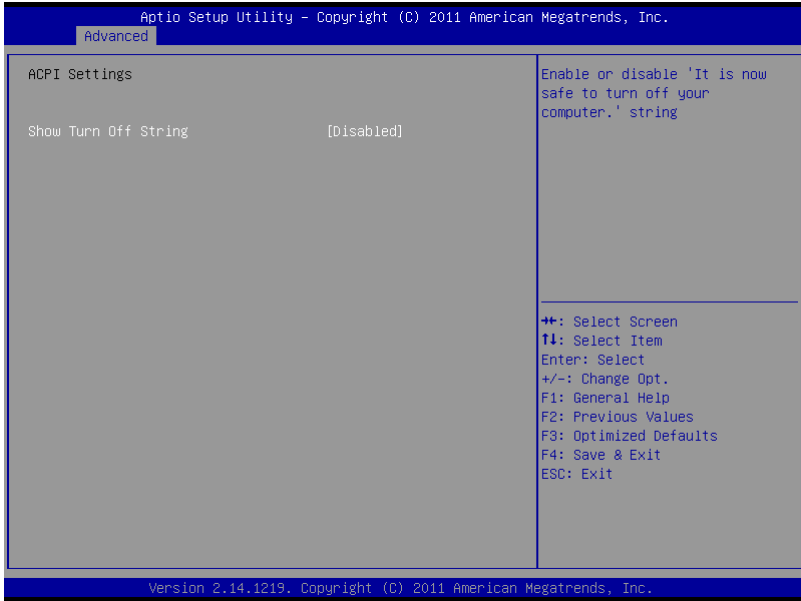 Aptio Setup Utility – Copyright (C) 2011 American Megatrends, Inc.
Advanced
ACPI Settings
Show Turn Off String [Disabled]
Enable or disable 'It is now
safe to turn off your
computer.' string
→←: Select Screen
↑↓: Select Item
Enter: Select
+/-: Change Opt.
F1: General Help
F2: Previous Values
F3: Optimized Defaults
F4: Save & Exit
ESC: Exit
Version 2.14.1219. Copyright (C) 2011 American Megatrends, Inc.